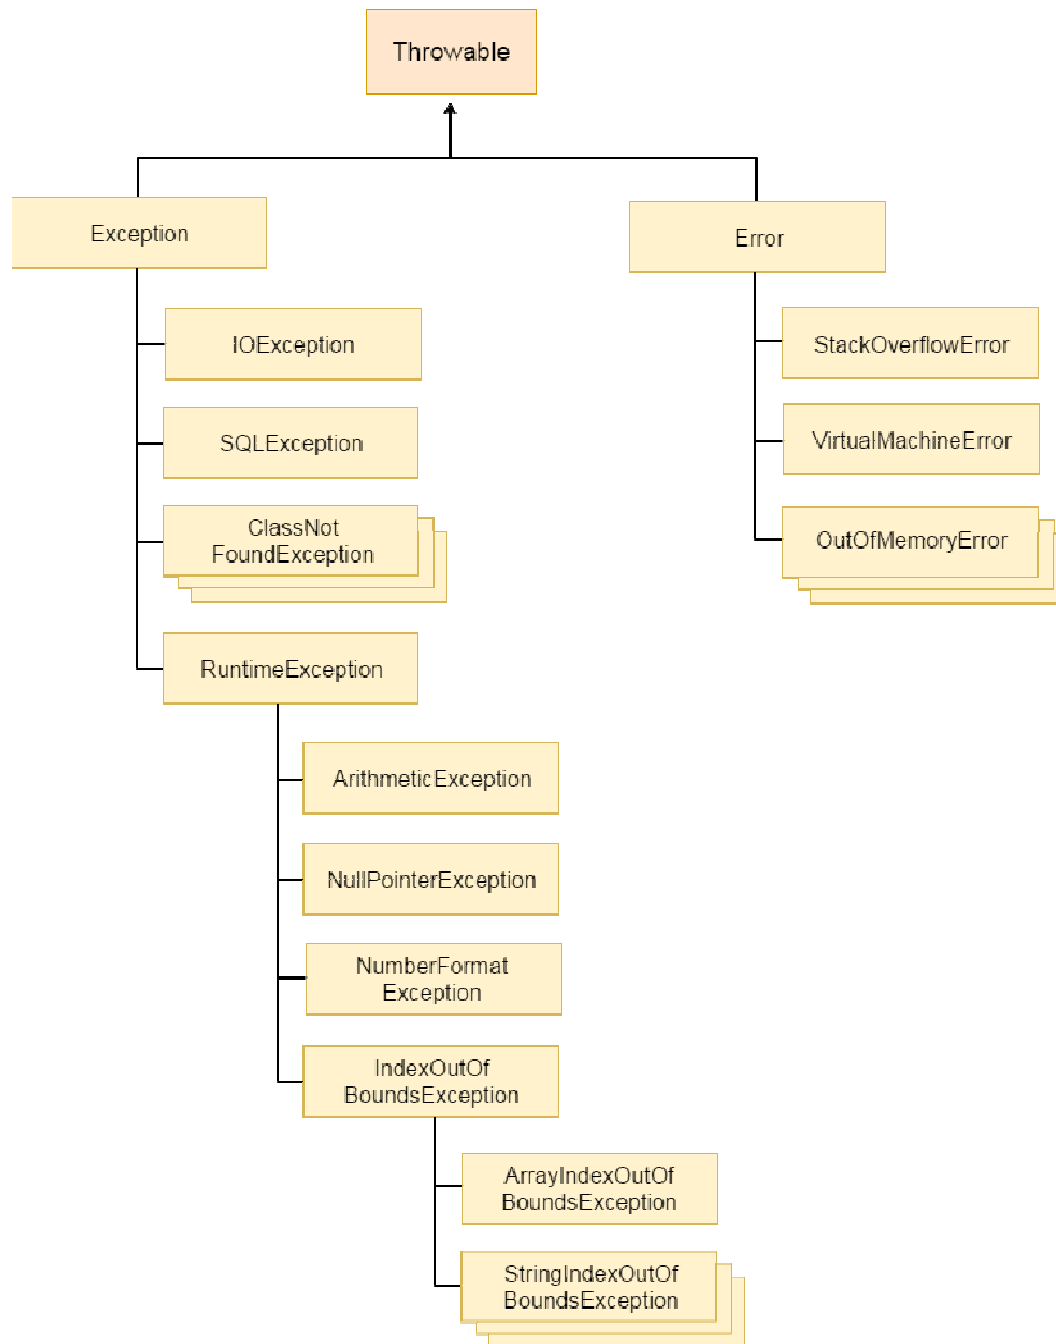 Throwable
Exception
Error
IOException
StackOverflowError
SQLException
VirtualMachineError
ClassNot
FoundException
OutOfMemoryError
RuntimeException
ArithmeticException
NullPointerException
NumberFormat
Exception
IndexOutOf
BoundsException
ArrayIndexOutOf
BoundsException
StringIndexOutOf
BoundsException